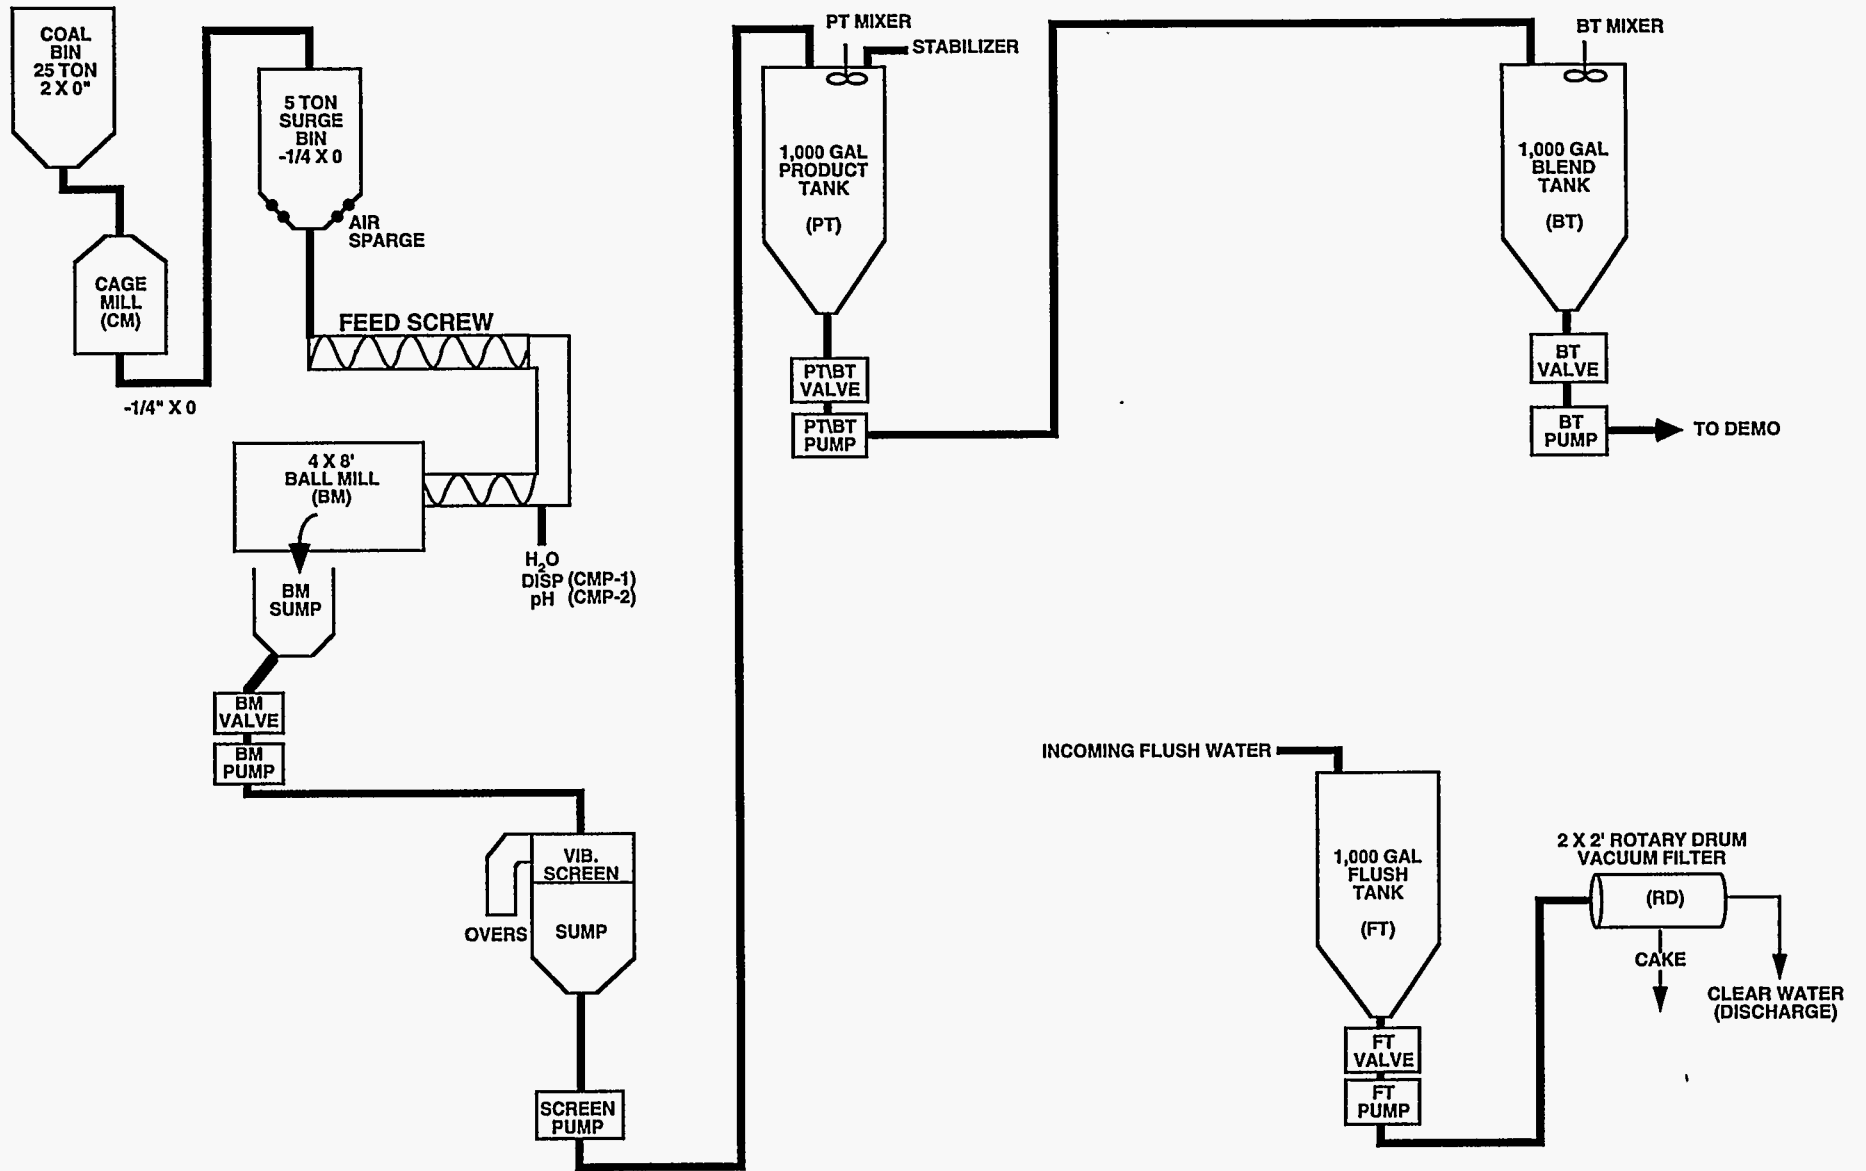 COAL
BIN
25 TON
2 X 0"
CAGE
MILL
(CM)
-1/4" X 0
5 TON
SURGE
BIN
-1/4 X 0
AIR
SPARGE
FEED SCREW
4 X 8'
BALL MILL
(BM)
H₂O
DISP (CMP-1)
pH (CMP-2)
BM
SUMP
BM
VALVE
BM
PUMP
VIB.
SCREEN
OVERS
SUMP
SCREEN
PUMP
PT MIXER
STABILIZER
1,000 GAL
PRODUCT
TANK
(PT)
PT\BT
VALVE
PT\BT
PUMP
BT MIXER
1,000 GAL
BLEND
TANK
(BT)
BT
VALVE
BT
PUMP
TO DEMO
INCOMING FLUSH WATER
1,000 GAL
FLUSH
TANK
(FT)
FT
VALVE
FT
PUMP
2 X 2' ROTARY DRUM
VACUUM FILTER
(RD)
CAKE
CLEAR WATER
(DISCHARGE)